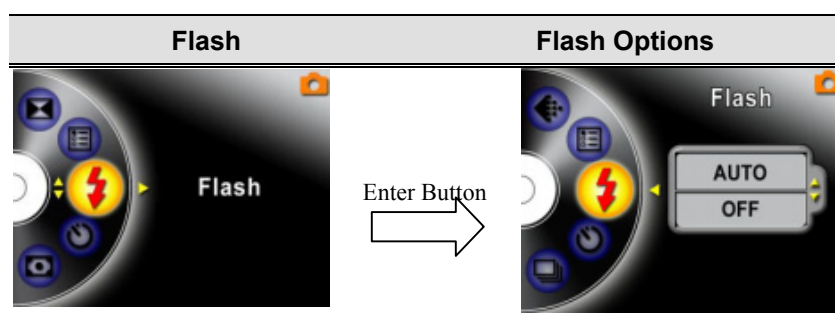 Flash Flash Options
Flash
Enter Button
Flash
AUTO
OFF